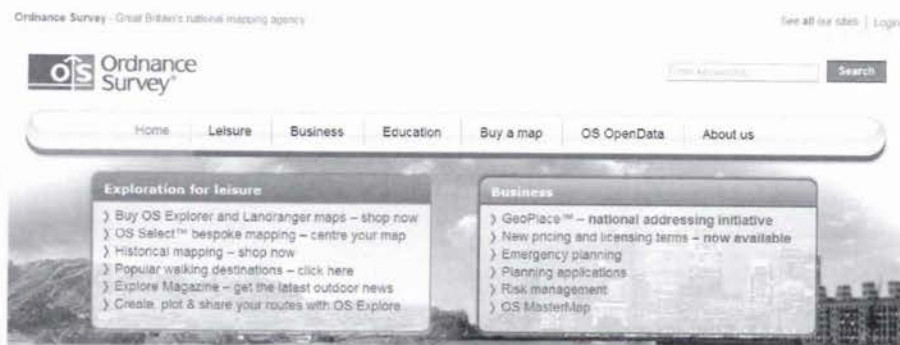 Ordnance Survey - Great Britain's national mapping agency
See all our sites | Login
OS Ordnance Survey®
Search
Home Leisure Business Education Buy a map OS OpenData About us
Exploration for leisure
❯ Buy OS Explorer and Landranger maps – shop now
❯ OS Select™ bespoke mapping – centre your map
❯ Historical mapping – shop now
❯ Popular walking destinations – click here
❯ Explore Magazine – get the latest outdoor news
❯ Create, plot & share your routes with OS Explore
Business
❯ GeoPlace™ – national addressing initiative
❯ New pricing and licensing terms – now available
❯ Emergency planning
❯ Planning applications
❯ Risk management
❯ OS MasterMap